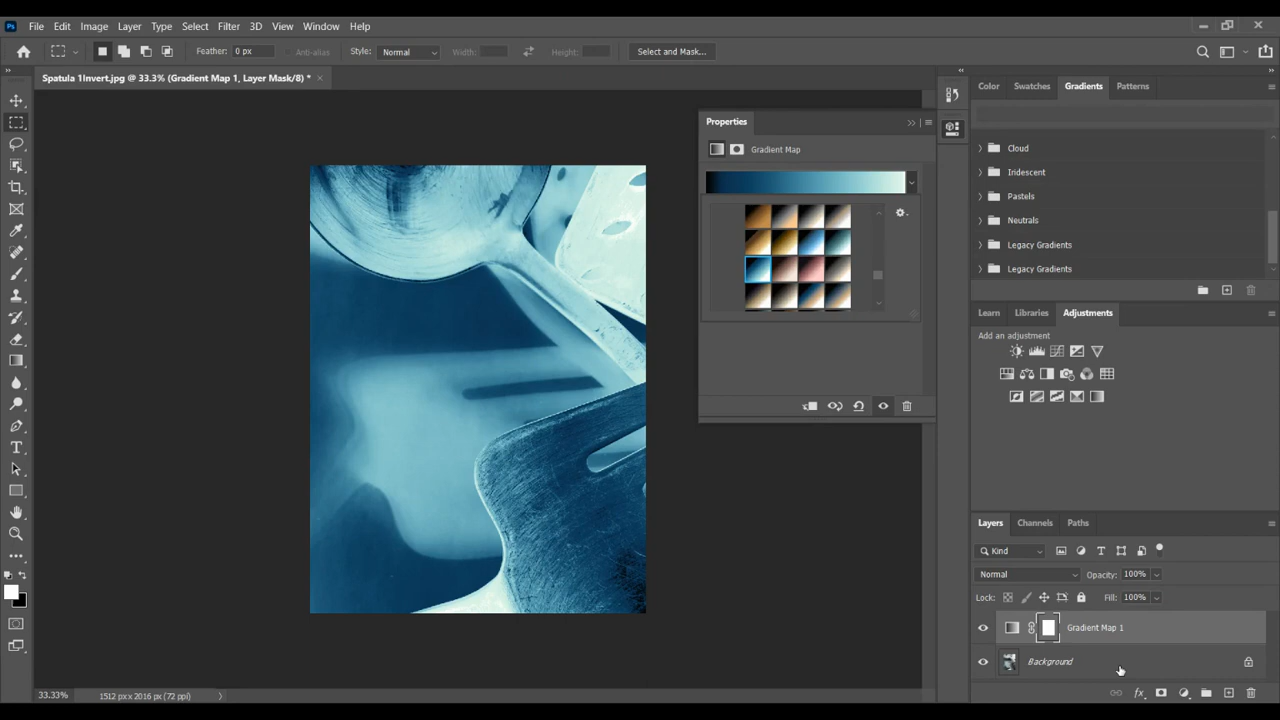 Ps File Edit Image Layer Type Select Filter 3D View Window Help
Feather: 0 px Anti-alias Style: Normal Width: Height: Select and Mask...
Spatula 1Invert.jpg @ 33.3% (Gradient Map 1, Layer Mask/8) *
Color Swatches Gradients Patterns
Properties
Gradient Map
Cloud
Iridescent
Pastels
Neutrals
Legacy Gradients
Legacy Gradients
Learn Libraries Adjustments
Add an adjustment
Layers Channels Paths
Kind
Normal Opacity: 100%
Lock: Fill: 100%
Gradient Map 1
Background
fx
33.33% 1512 px x 2016 px (72 ppi)